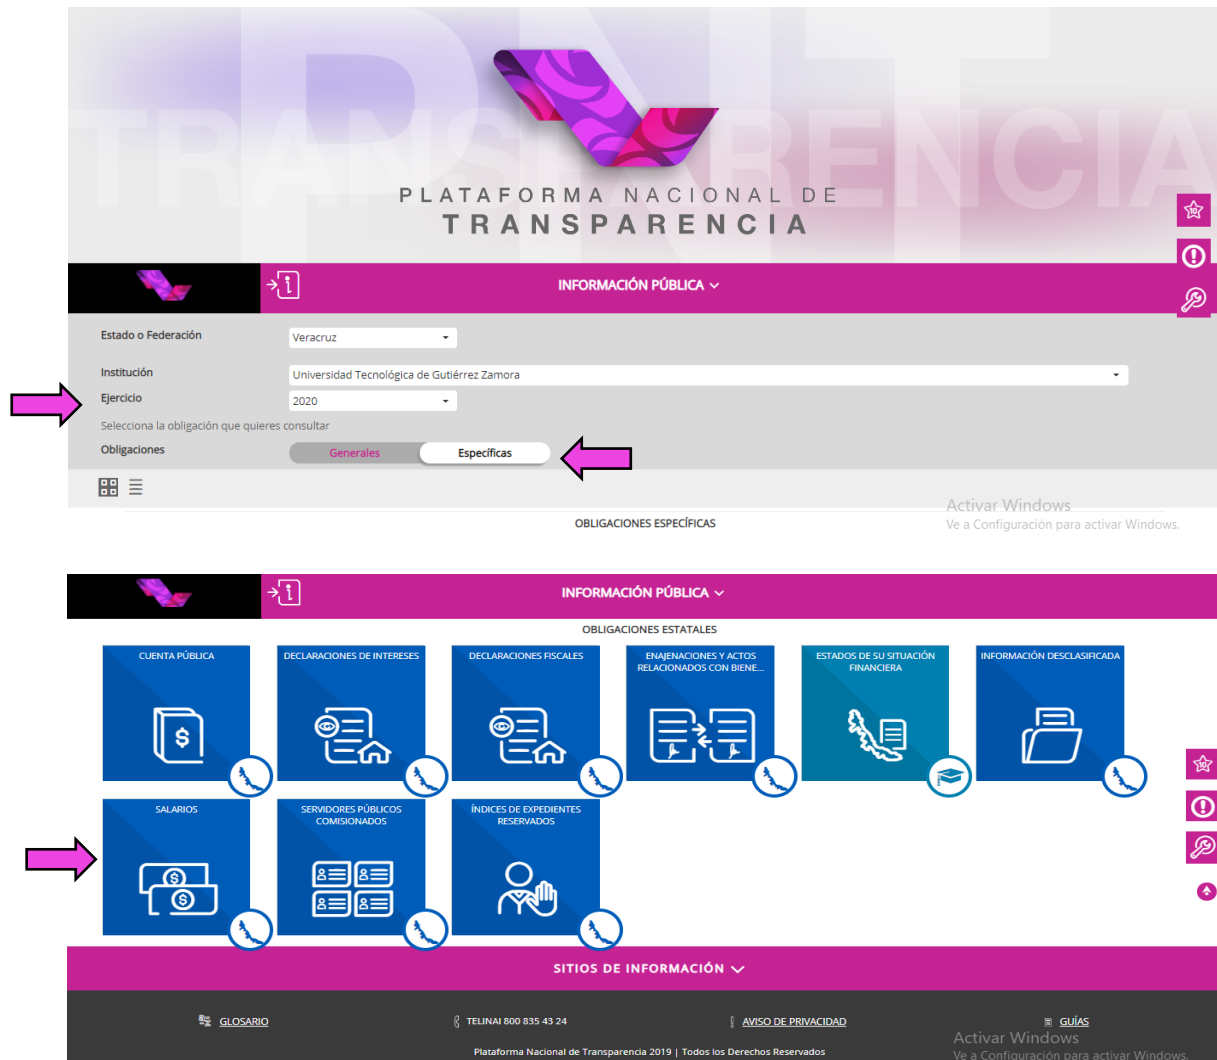 PNT
TRANSPARENCIA
PLATAFORMA NACIONAL DE
TRANSPARENCIA
INFORMACIÓN PÚBLICA
Estado o Federación
Veracruz
Institución
Universidad Tecnológica de Gutiérrez Zamora
Ejercicio
2020
Selecciona la obligación que quieres consultar
Obligaciones
Generales
Específicas
Activar Windows
Ve a Configuración para activar Windows.
OBLIGACIONES ESPECÍFICAS
INFORMACIÓN PÚBLICA
OBLIGACIONES ESTATALES
CUENTA PÚBLICA
DECLARACIONES DE INTERESES
DECLARACIONES FISCALES
ENAJENACIONES Y ACTOS
RELACIONADOS CON BIENE...
ESTADOS DE SU SITUACIÓN
FINANCIERA
INFORMACIÓN DESCLASIFICADA
SALARIOS
SERVIDORES PÚBLICOS
COMISIONADOS
ÍNDICES DE EXPEDIENTES
RESERVADOS
SITIOS DE INFORMACIÓN
GLOSARIO
TELINAI 800 835 43 24
AVISO DE PRIVACIDAD
GUÍAS
Activar Windows
Plataforma Nacional de Transparencia 2019 | Todos los Derechos Reservados
Ve a Configuración para activar Windows.